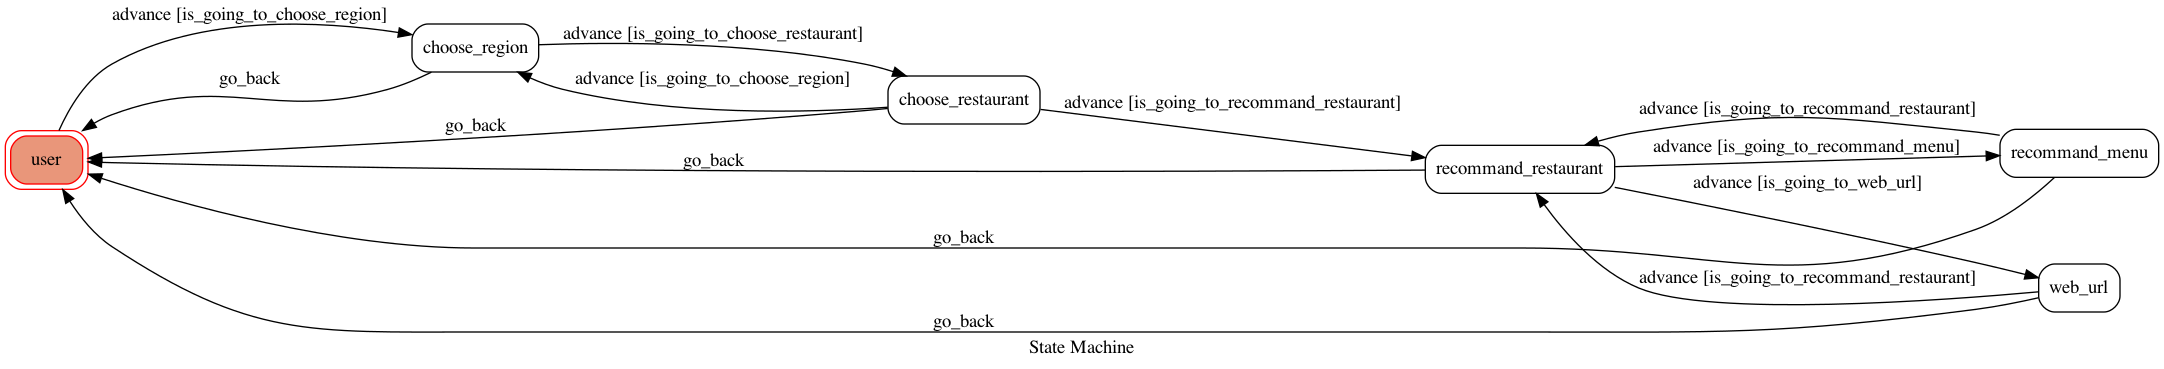 advance [is_going_to_choose_region]
choose_region
advance [is_going_to_choose_restaurant]
go_back
advance [is_going_to_choose_region]
choose_restaurant
advance [is_going_to_recommand_restaurant]
go_back
user
go_back
recommand_restaurant
advance [is_going_to_recommand_restaurant]
advance [is_going_to_recommand_menu]
recommand_menu
advance [is_going_to_web_url]
go_back
advance [is_going_to_recommand_restaurant]
web_url
go_back
State Machine